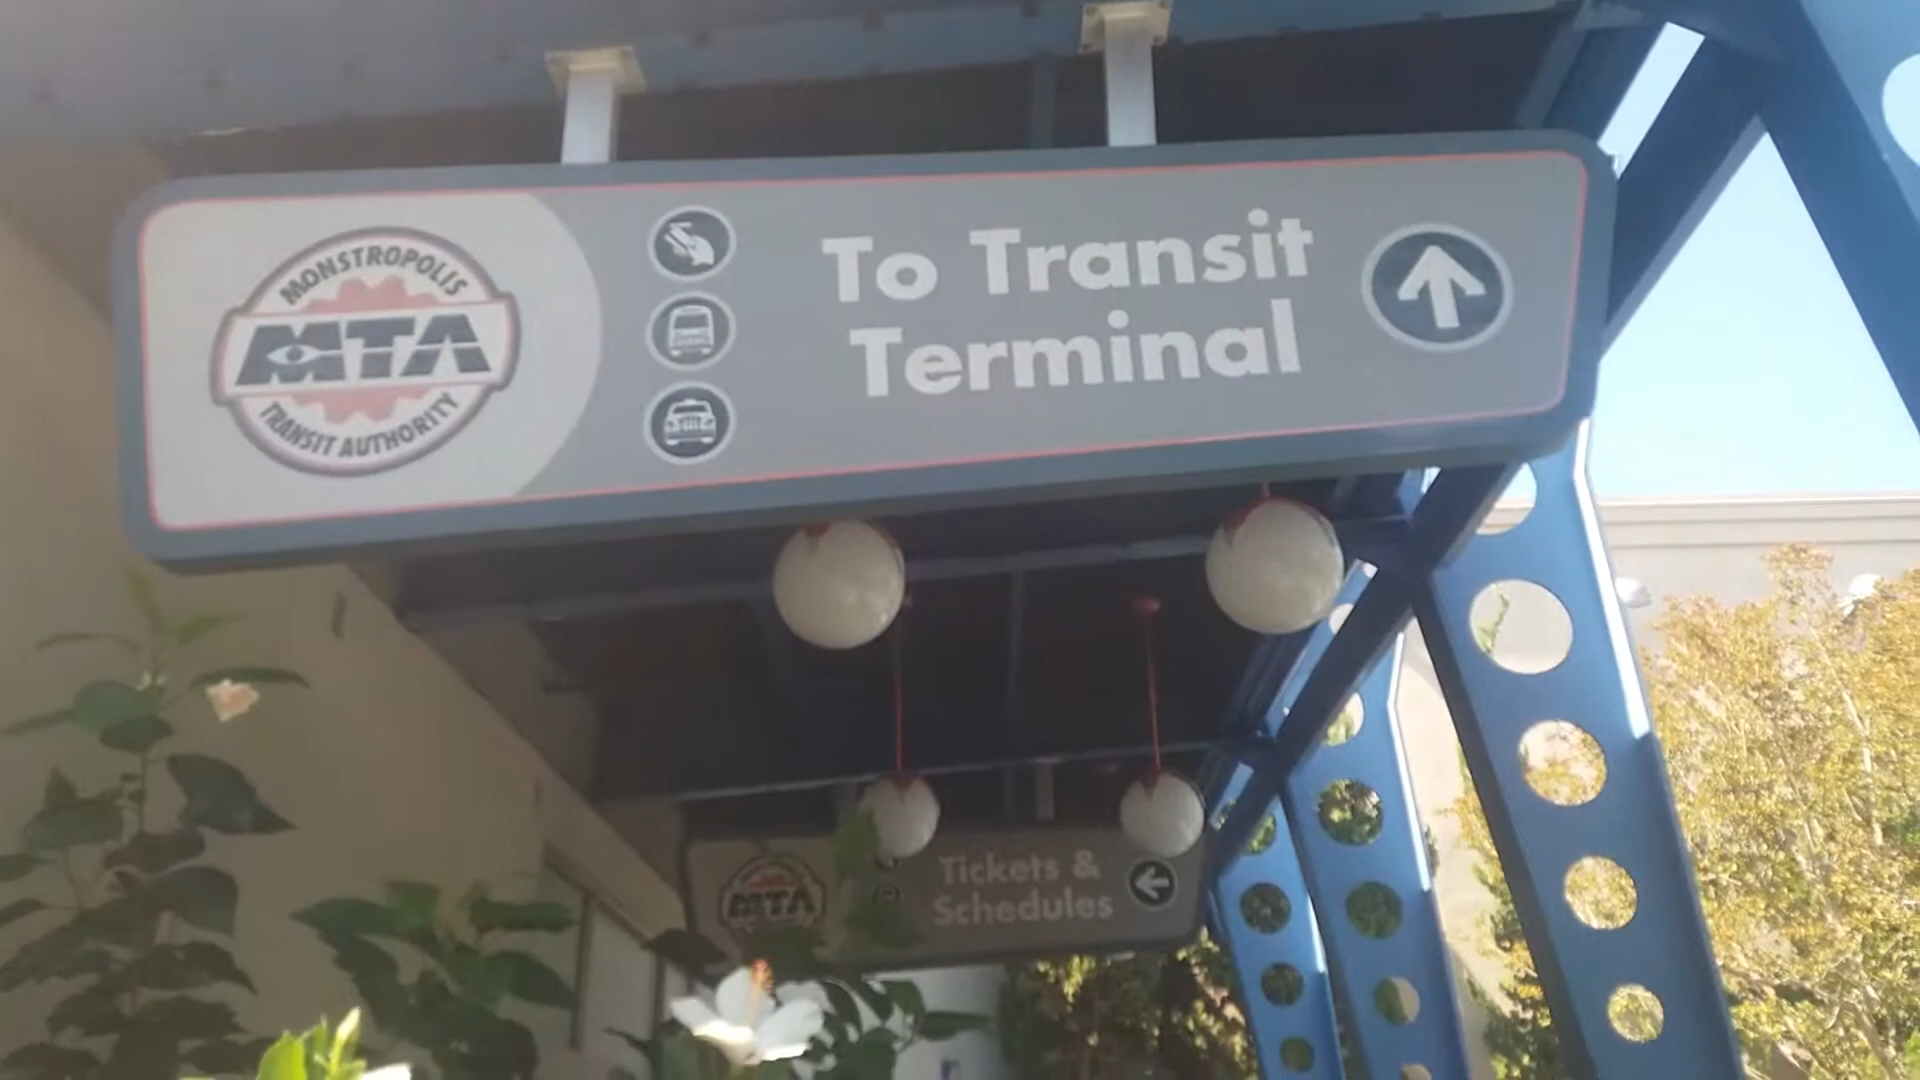 MONSTROPOLIS
MTA
TRANSIT AUTHORITY
To Transit
Terminal
MTA
Tickets &
Schedules